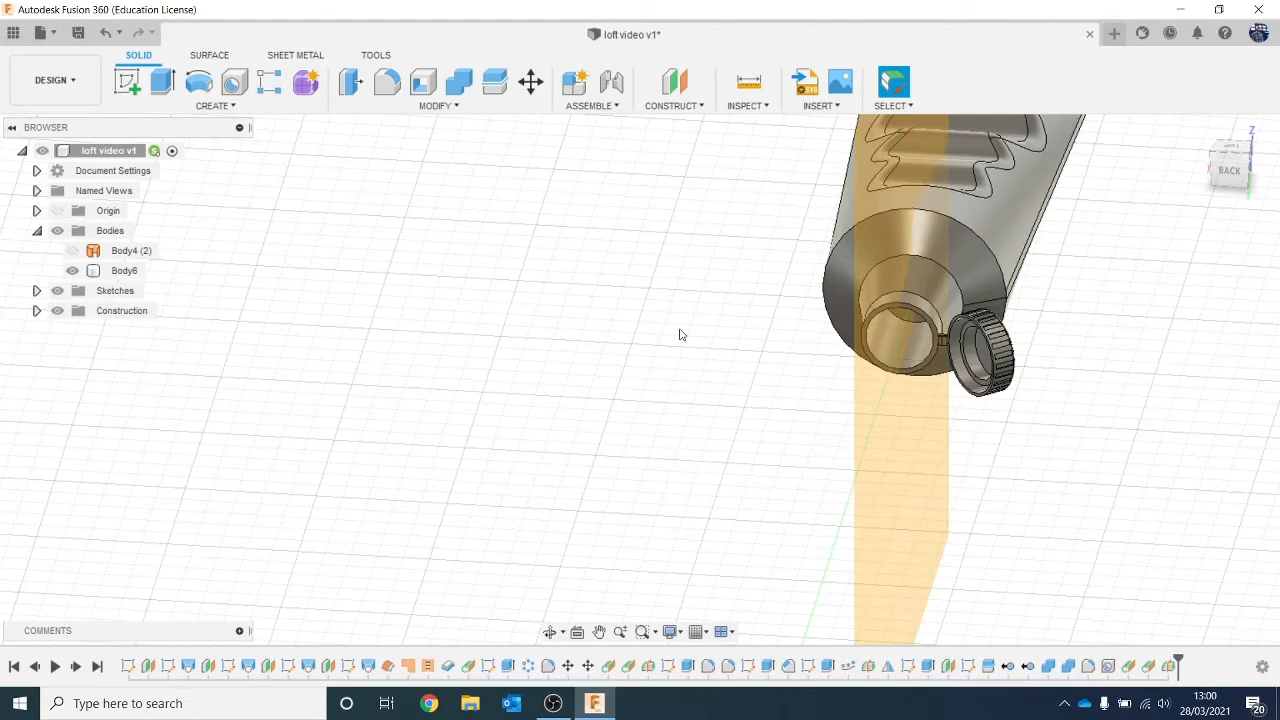 Autodesk Fusion 360 (Education License)
loft video v1*
SOLID SURFACE SHEET METAL TOOLS
DESIGN
CREATE MODIFY ASSEMBLE CONSTRUCT INSPECT INSERT SELECT
BROWSER
loft video v1
Document Settings
Named Views
Origin
Bodies
Body4 (2)
Body6
Sketches
Construction
Z
X
BACK
COMMENTS
Type here to search
13:00
28/03/2021
20